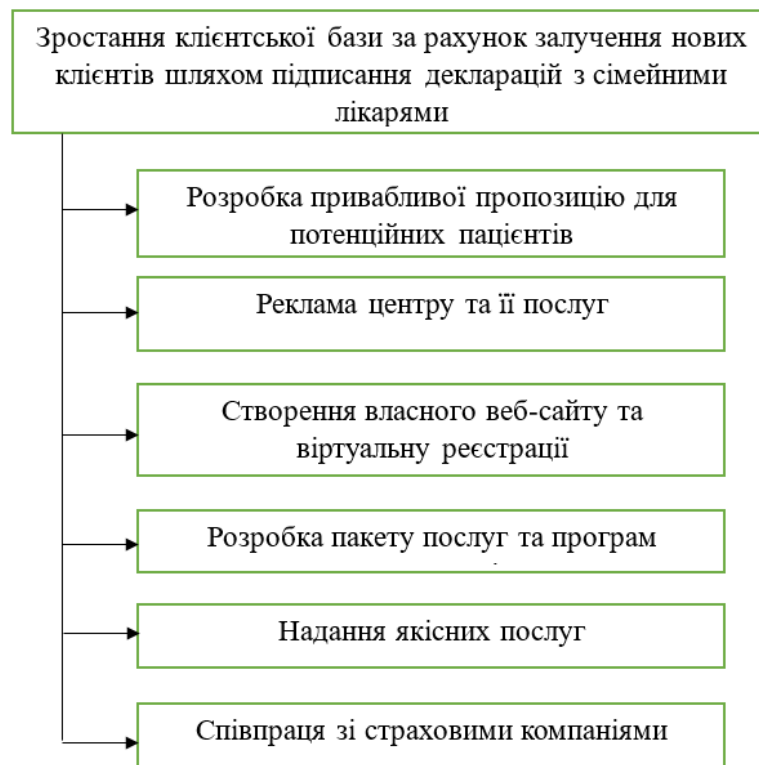 Зростання клієнтської бази за рахунок залучення нових
клієнтів шляхом підписання декларацій з сімейними
лікарями
Розробка привабливої пропозицію для
потенційних пацієнтів
Реклама центру та її послуг
Створення власного веб-сайту та
віртуальну реєстрації
Розробка пакету послуг та програм
Надання якісних послуг
Співпраця зі страховими компаніями